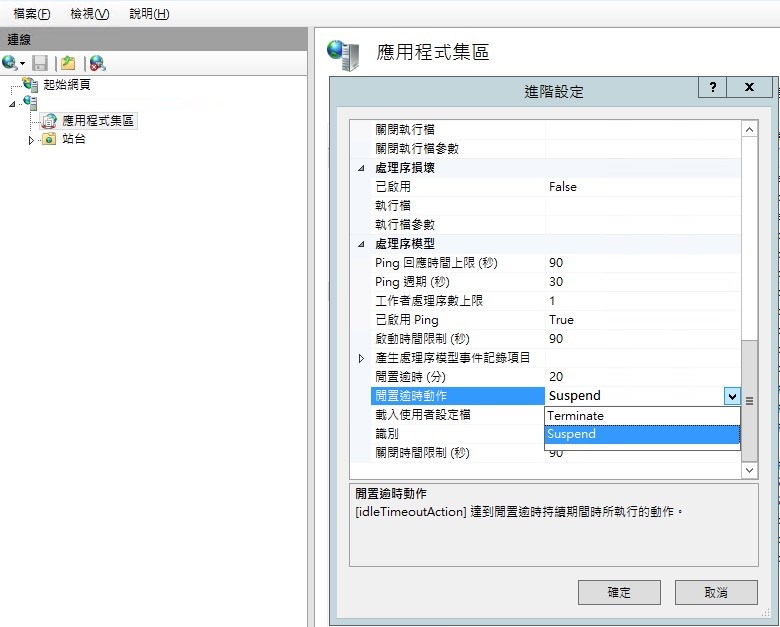 檔案(F) 檢視(V) 說明(H)
連線
起始網頁
應用程式集區
站台
應用程式集區
進階設定
? x
關閉執行檔
關閉執行檔參數
處理序損壞
已啟用 False
執行檔
執行檔參數
處理序模型
Ping 回應時間上限 (秒) 90
Ping 週期 (秒) 30
工作者處理序數上限 1
已啟用 Ping True
啟動時間限制 (秒) 90
產生處理序模型事件記錄項目
閒置逾時 (分) 20
閒置逾時動作 Suspend
載入使用者設定檔
Terminate
識別
Suspend
關閉時間限制 (秒) 90
閒置逾時動作
[idleTimeoutAction] 達到閒置逾時持續期間時所執行的動作。
確定 取消